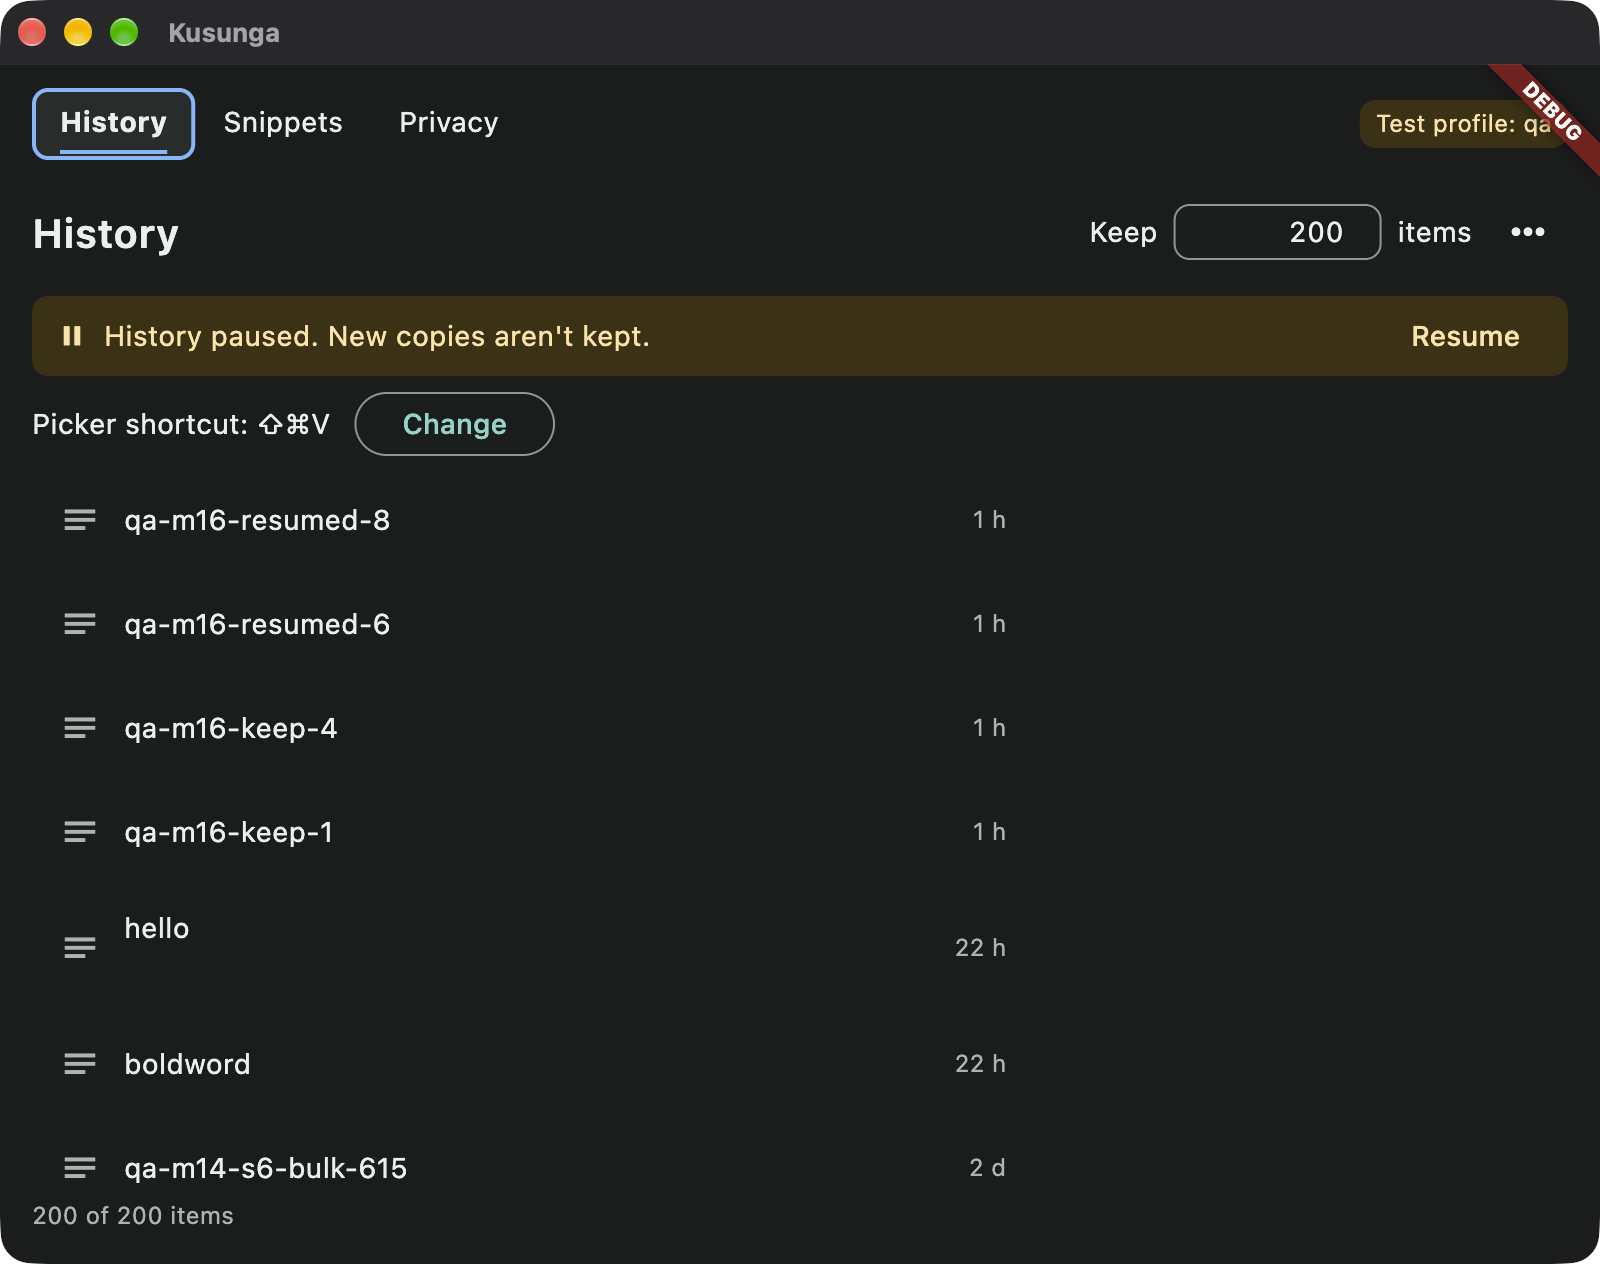 Kusunga
DEBUG
History Snippets Privacy
Test profile: qa
History
Keep 200 items •••
History paused. New copies aren't kept.
Resume
Picker shortcut: ⇧⌘V
Change
qa-m16-resumed-8 1 h
qa-m16-resumed-6 1 h
qa-m16-keep-4 1 h
qa-m16-keep-1 1 h
hello 22 h
boldword 22 h
qa-m14-s6-bulk-615 2 d
200 of 200 items